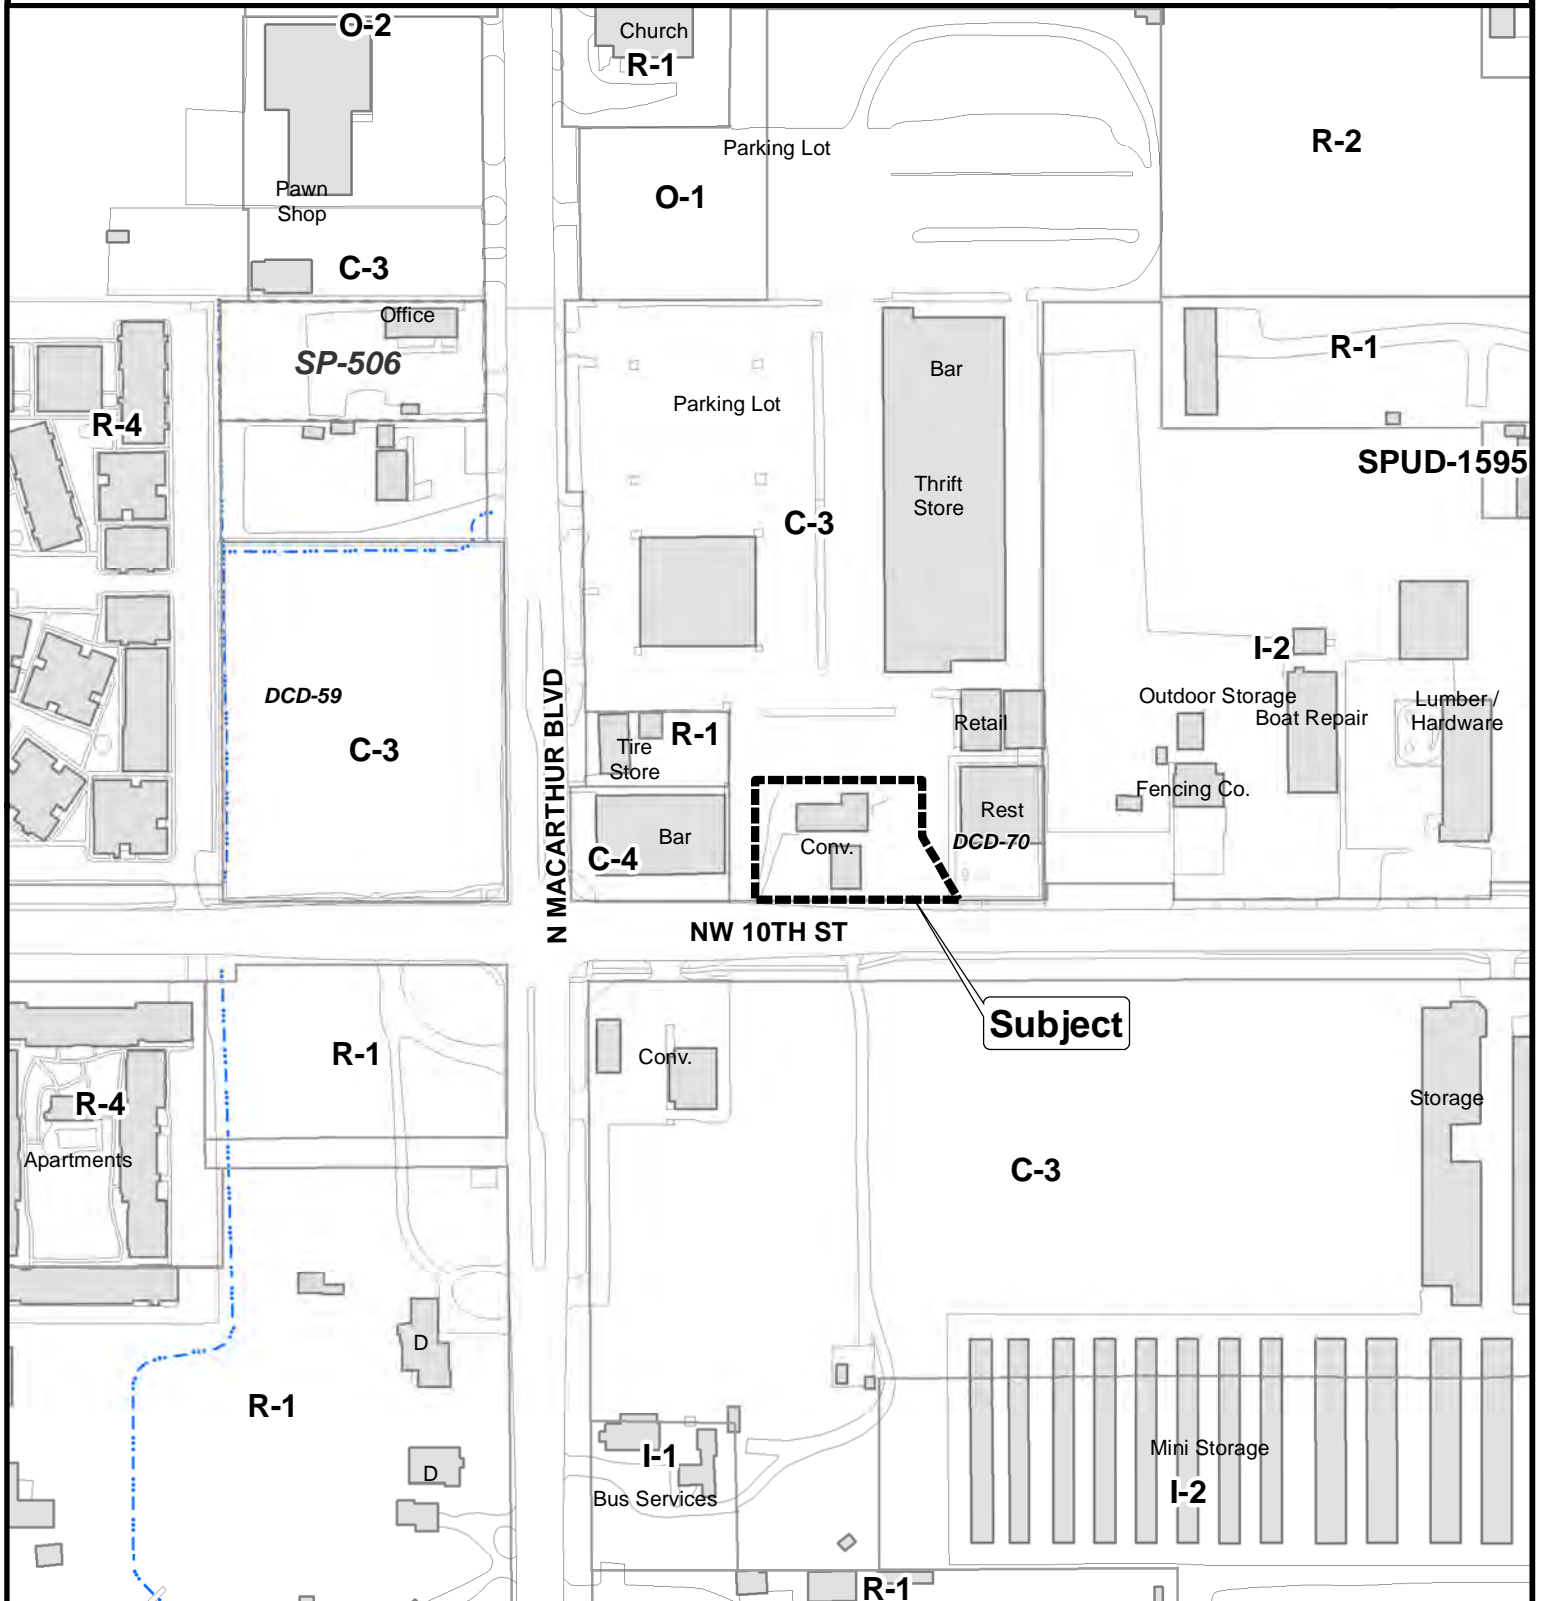 O-2
Church
R-1
Parking Lot
R-2
Pawn
Shop
O-1
C-3
Office
SP-506
Bar
R-1
Parking Lot
R-4
SPUD-1595
Thrift
Store
C-3
I-2
DCD-59
C-3
N MACARTHUR BLVD
Outdoor Storage
Boat Repair
Lumber /
Hardware
Retail
R-1
Tire
Store
Fencing Co.
Rest
DCD-70
Bar
C-4
Conv.
NW 10TH ST
Subject
R-1
Conv.
R-4
Storage
Apartments
C-3
D
R-1
I-1
Mini Storage
D
I-2
Bus Services
R-1